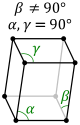 β ≠ 90°
α, γ = 90°
γ
β
α